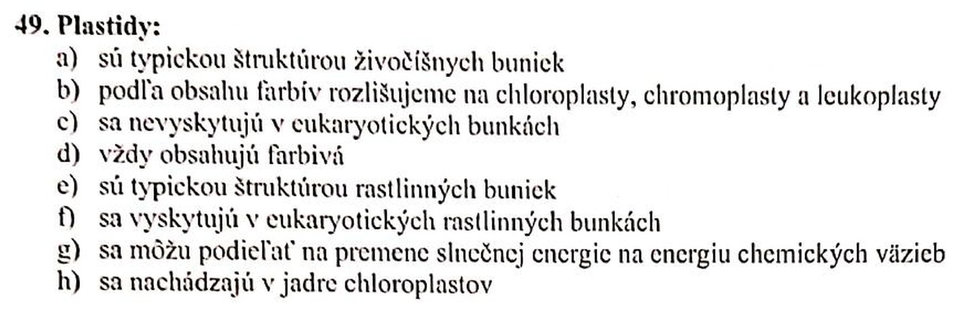 49. Plastidy:
a) sú typickou štruktúrou živočíšnych buniek
b) podľa obsahu farbív rozlišujeme na chloroplasty, chromoplasty a leukoplasty
c) sa nevyskytujú v eukaryotických bunkách
d) vždy obsahujú farbivá
e) sú typickou štruktúrou rastlinných buniek
f) sa vyskytujú v eukaryotických rastlinných bunkách
g) sa môžu podieľať na premene slnečnej energie na energiu chemických väzieb
h) sa nachádzajú v jadre chloroplastov